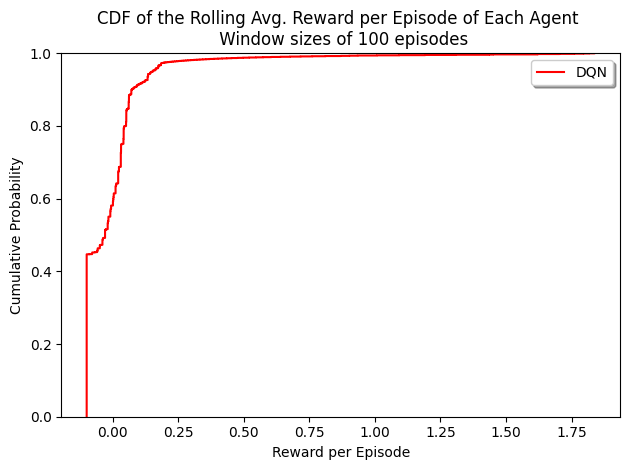 CDF of the Rolling Avg. Reward per Episode of Each Agent
Window sizes of 100 episodes
DQN
1.0
0.8
0.6
0.4
0.2
0.0
Cumulative Probability
0.00 0.25 0.50 0.75 1.00 1.25 1.50 1.75
Reward per Episode